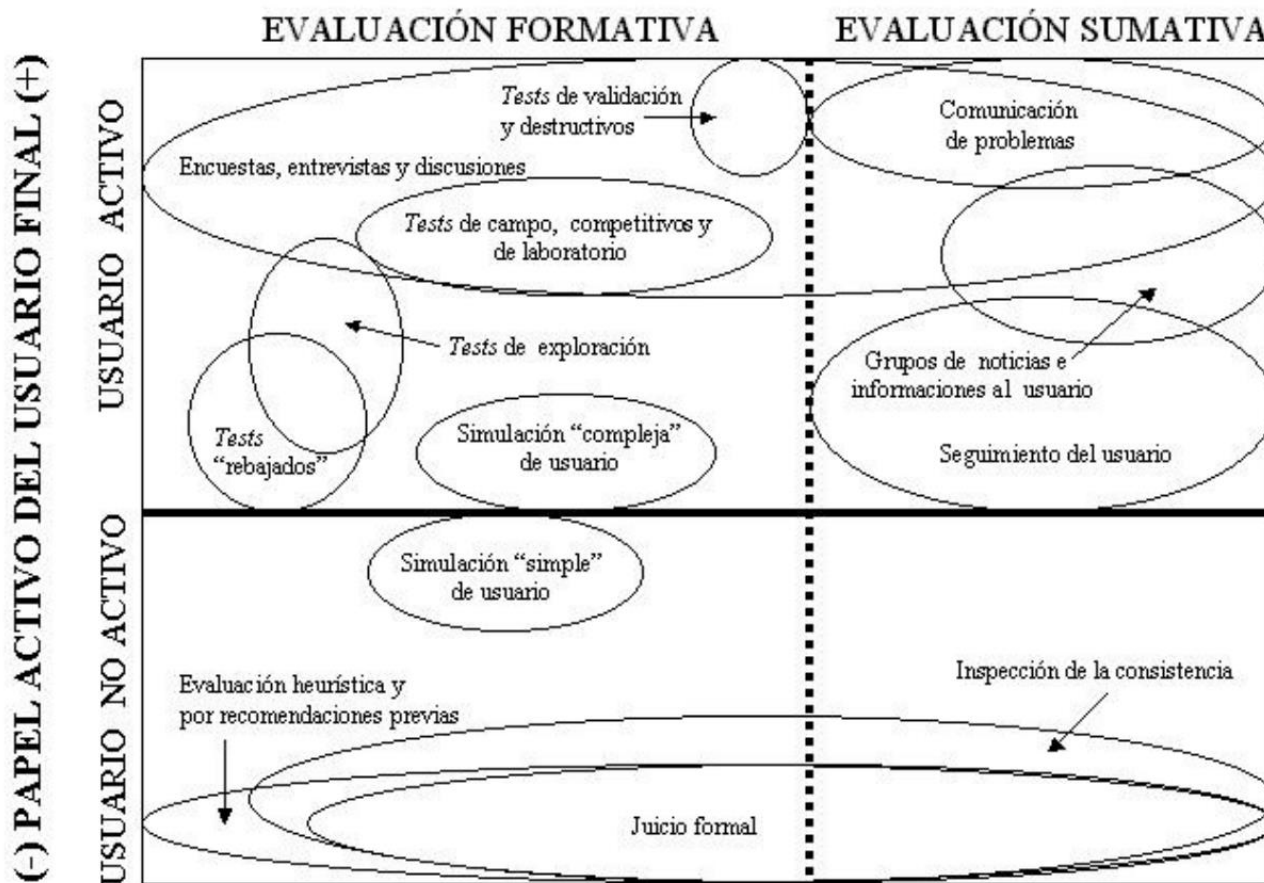 EVALUACIÓN FORMATIVA
EVALUACIÓN SUMATIVA
(-) PAPEL ACTIVO DEL USUARIO FINAL (+)
USUARIO ACTIVO
Tests de validación
y destructivos
Comunicación
de problemas
Encuestas, entrevistas y discusiones
Tests de campo, competitivos y
de laboratorio
Tests de exploración
Grupos de noticias e
informaciones al usuario
Tests
“rebajados”
Simulación “compleja”
de usuario
Seguimiento del usuario
USUARIO NO ACTIVO
Simulación “simple”
de usuario
Evaluación heurística y
por recomendaciones previas
Inspección de la consistencia
Juicio formal